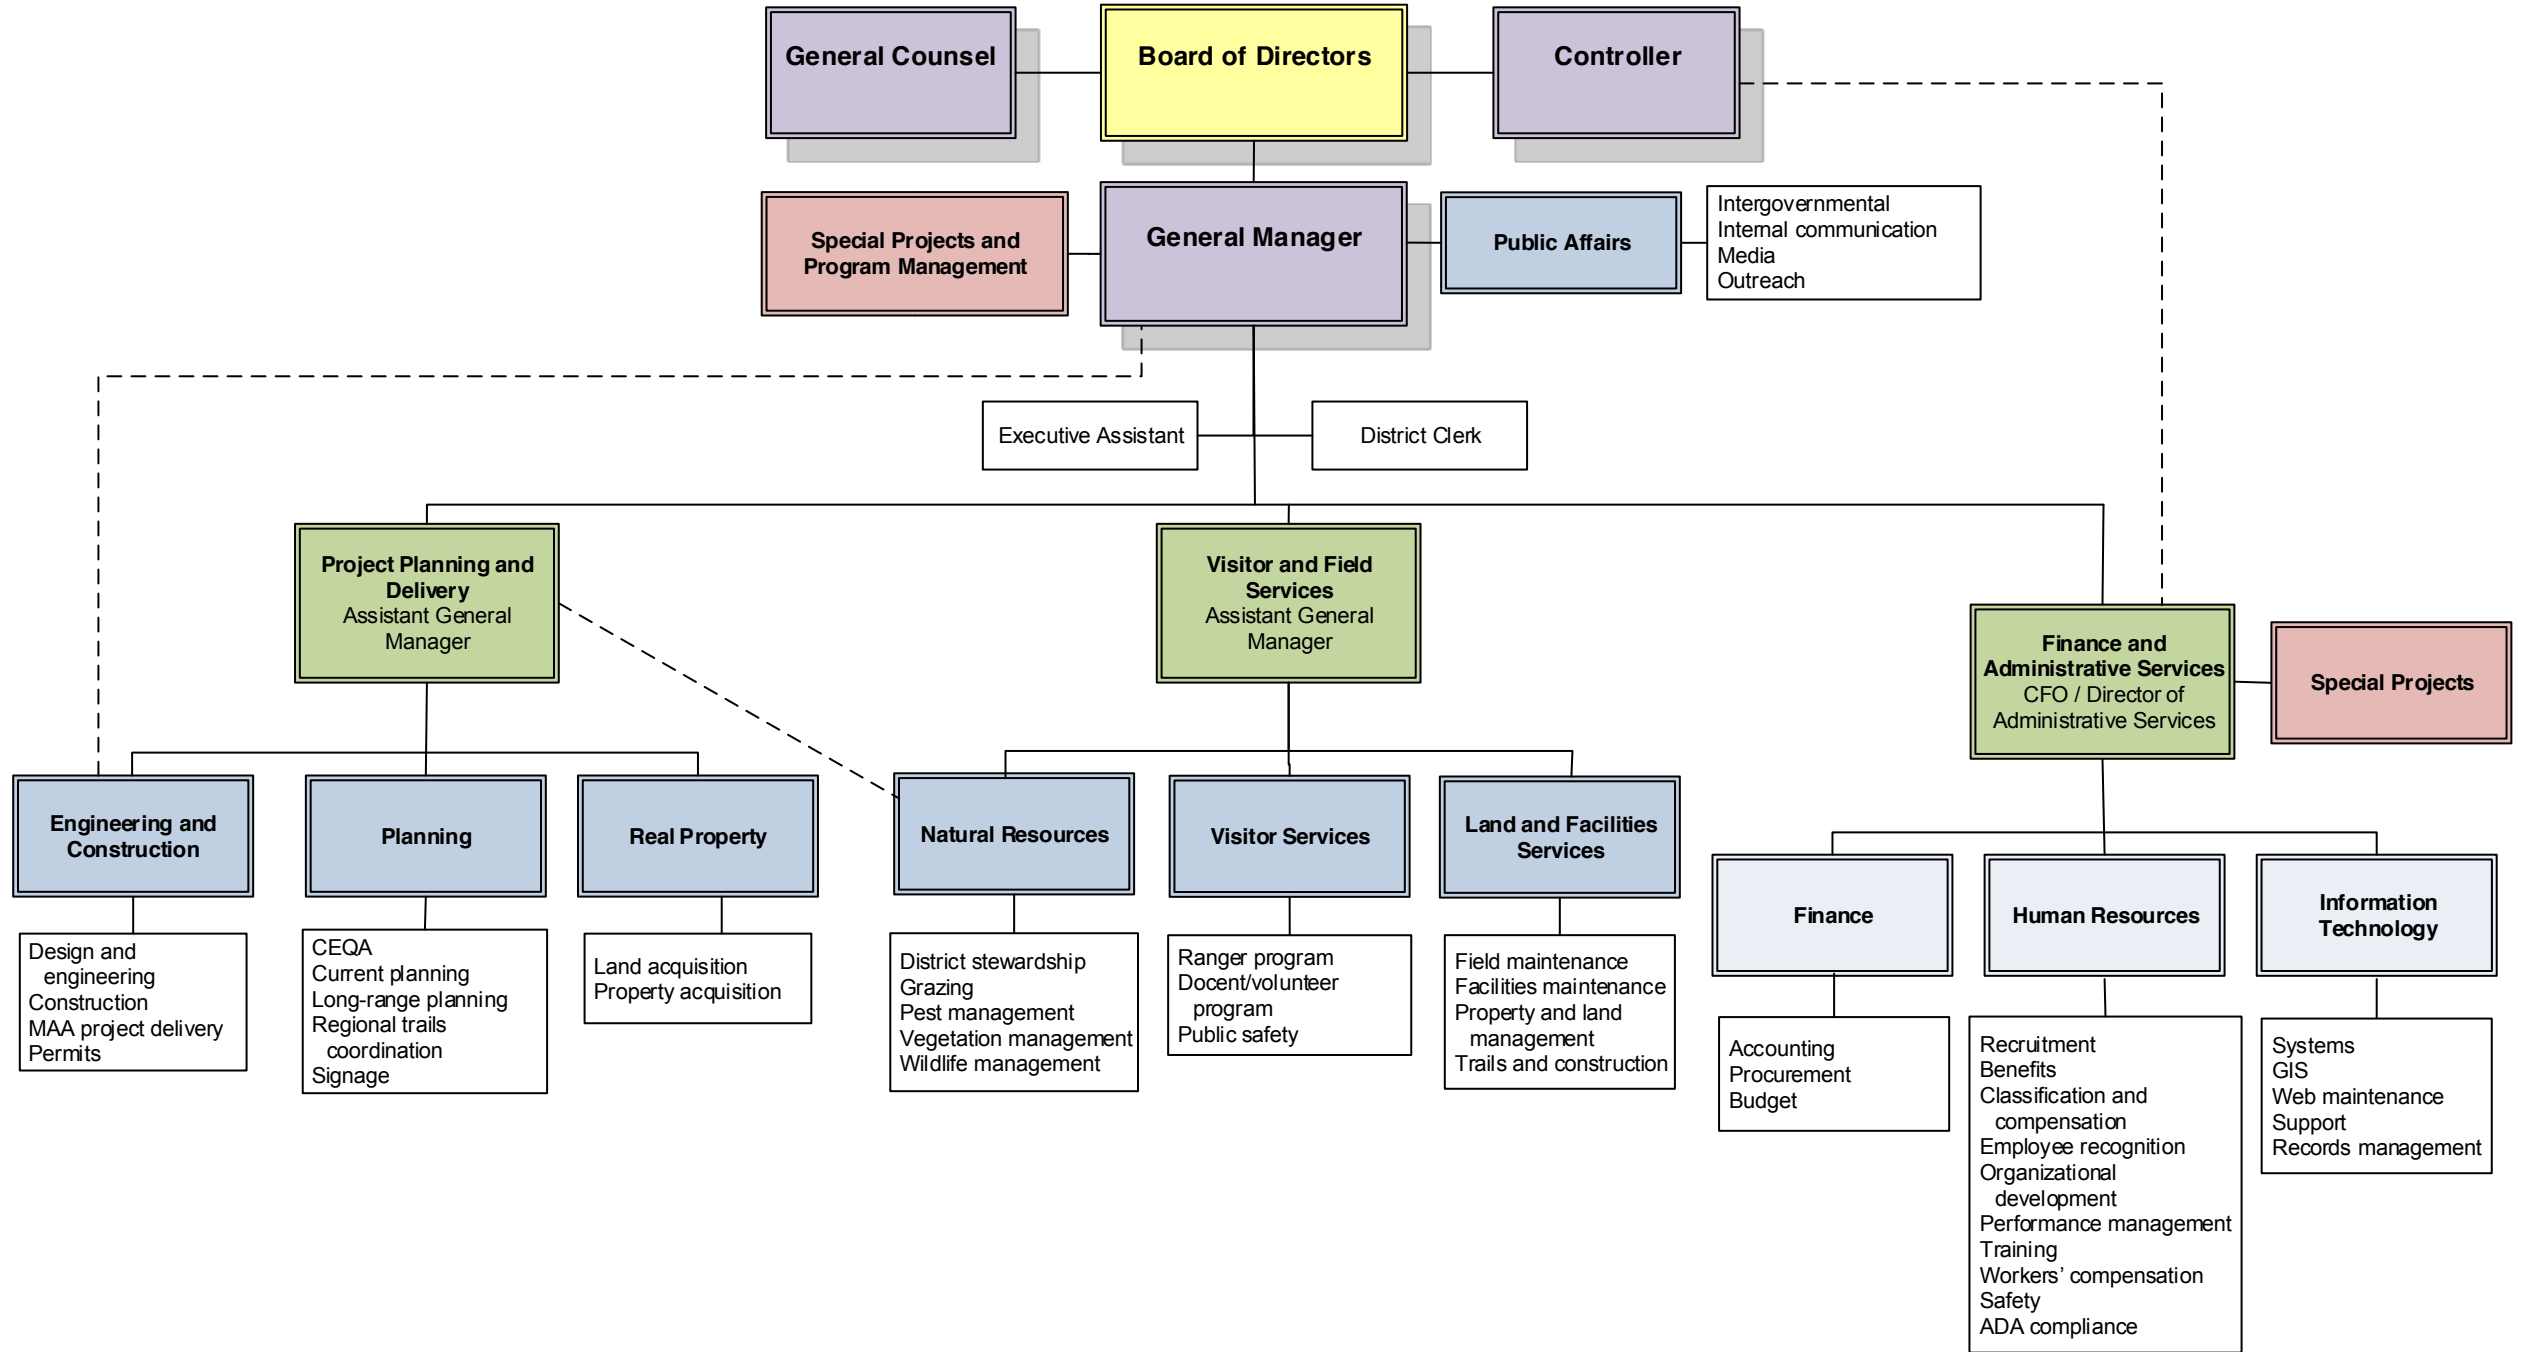 General Counsel
Board of Directors
Controller
Special Projects and
Program Management
General Manager
Public Affairs
Intergovernmental
Internal communication
Media
Outreach
Executive Assistant
District Clerk
Project Planning and
Delivery
Assistant General
Manager
Visitor and Field
Services
Assistant General
Manager
Finance and
Administrative Services
CFO / Director of
Administrative Services
Special Projects
Engineering and
Construction
Planning
Real Property
Natural Resources
Visitor Services
Land and Facilities
Services
Finance
Human Resources
Information
Technology
Design and
engineering
Construction
MAA project delivery
Permits
CEQA
Current planning
Long-range planning
Regional trails
coordination
Signage
Land acquisition
Property acquisition
District stewardship
Grazing
Pest management
Vegetation management
Wildlife management
Ranger program
Docent/volunteer
program
Public safety
Field maintenance
Facilities maintenance
Property and land
management
Trails and construction
Accounting
Procurement
Budget
Recruitment
Benefits
Classification and
compensation
Employee recognition
Organizational
development
Performance management
Training
Workers’ compensation
Safety
ADA compliance
Systems
GIS
Web maintenance
Support
Records management